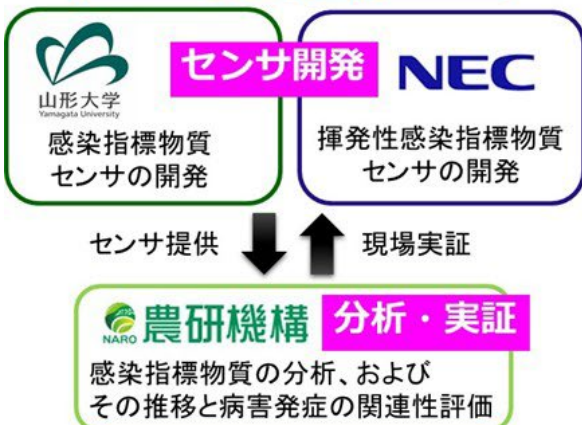 センサ開発
山形大学
Yamagata University
感染指標物質
センサの開発
NEC
揮発性感染指標物質
センサの開発
センサ提供
現場実証
NARO
農研機構
分析・実証
感染指標物質の分析、および
その推移と病害発症の関連性評価